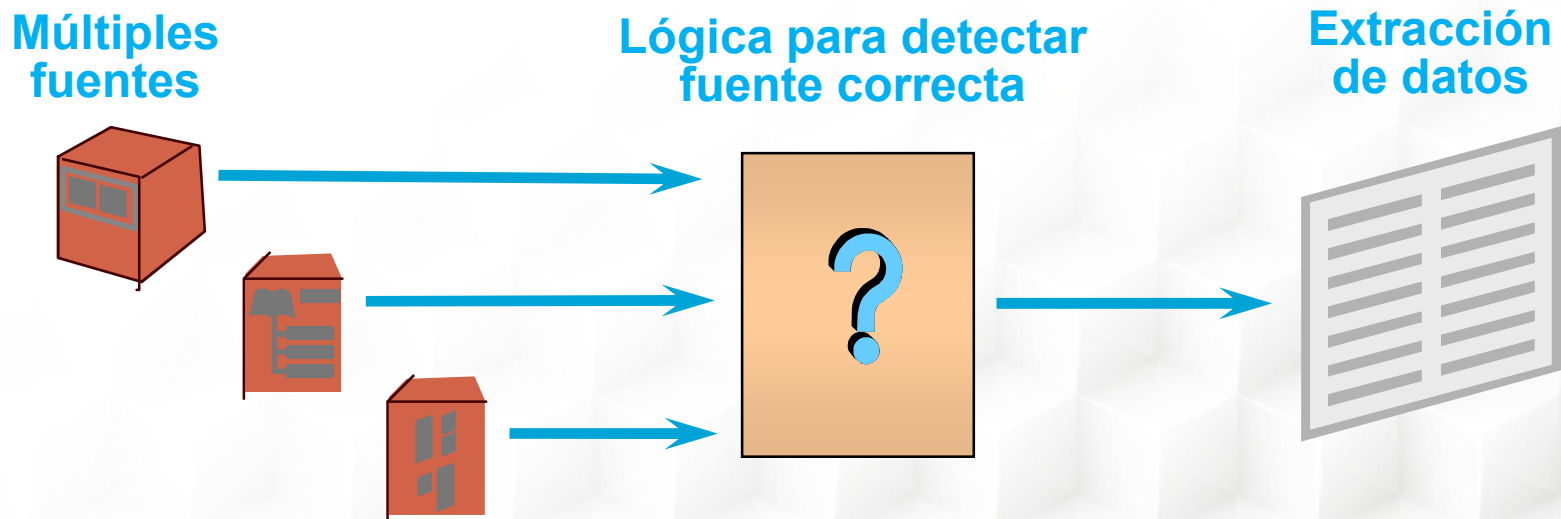 Múltiples
fuentes
Lógica para detectar
fuente correcta
Extracción
de datos
?